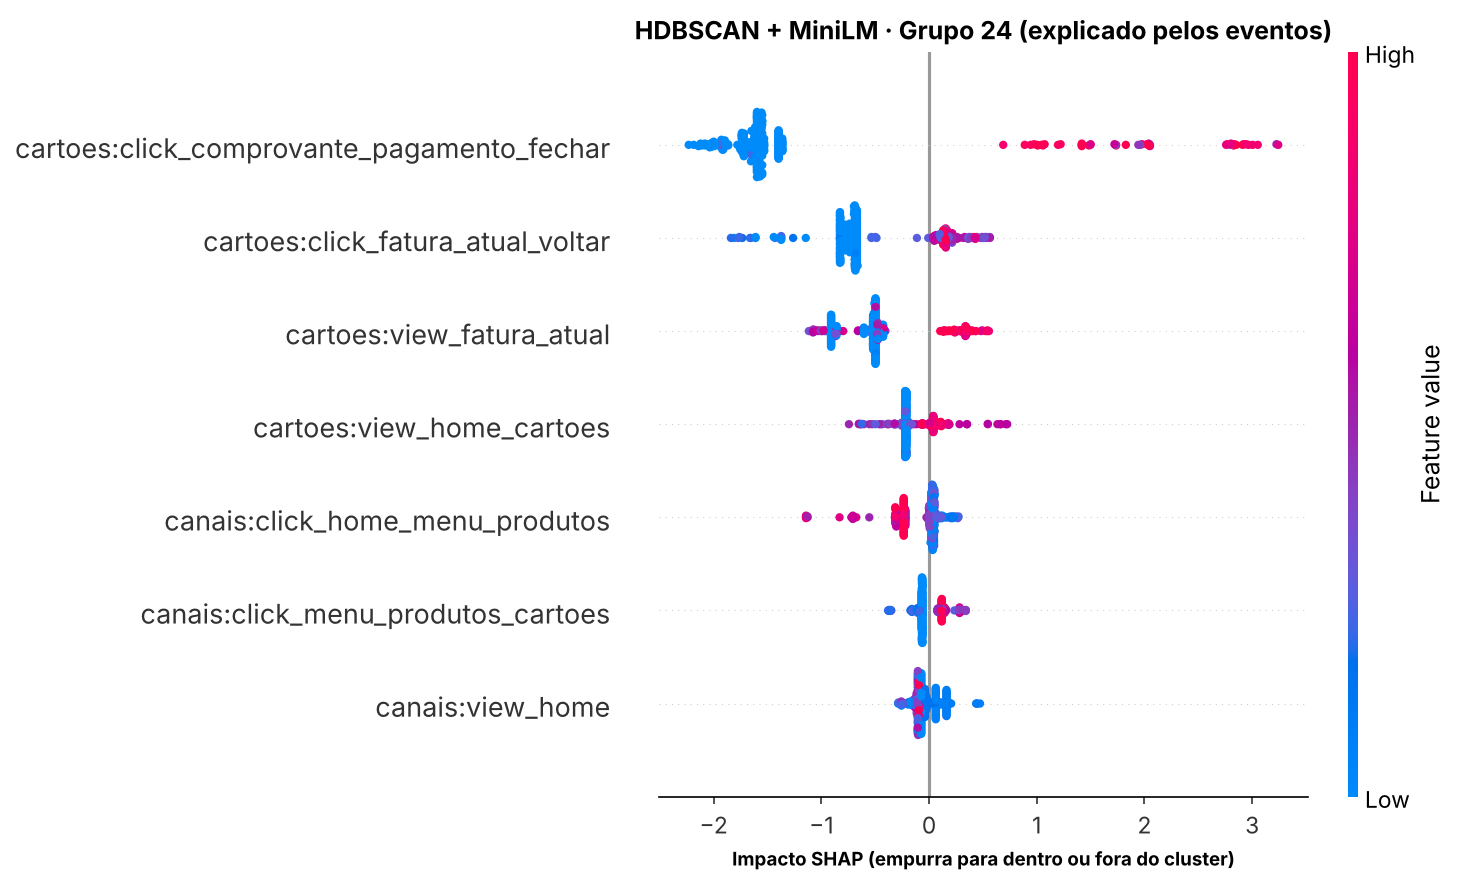 HDBSCAN + MiniLM · Grupo 24 (explicado pelos eventos)
High
cartoes:click_comprovante_pagamento_fechar
cartoes:click_fatura_atual_voltar
cartoes:view_fatura_atual
cartoes:view_home_cartoes
canais:click_home_menu_produtos
canais:click_menu_produtos_cartoes
canais:view_home
Feature value
Low
−2 −1 0 1 2 3
Impacto SHAP (empurra para dentro ou fora do cluster)